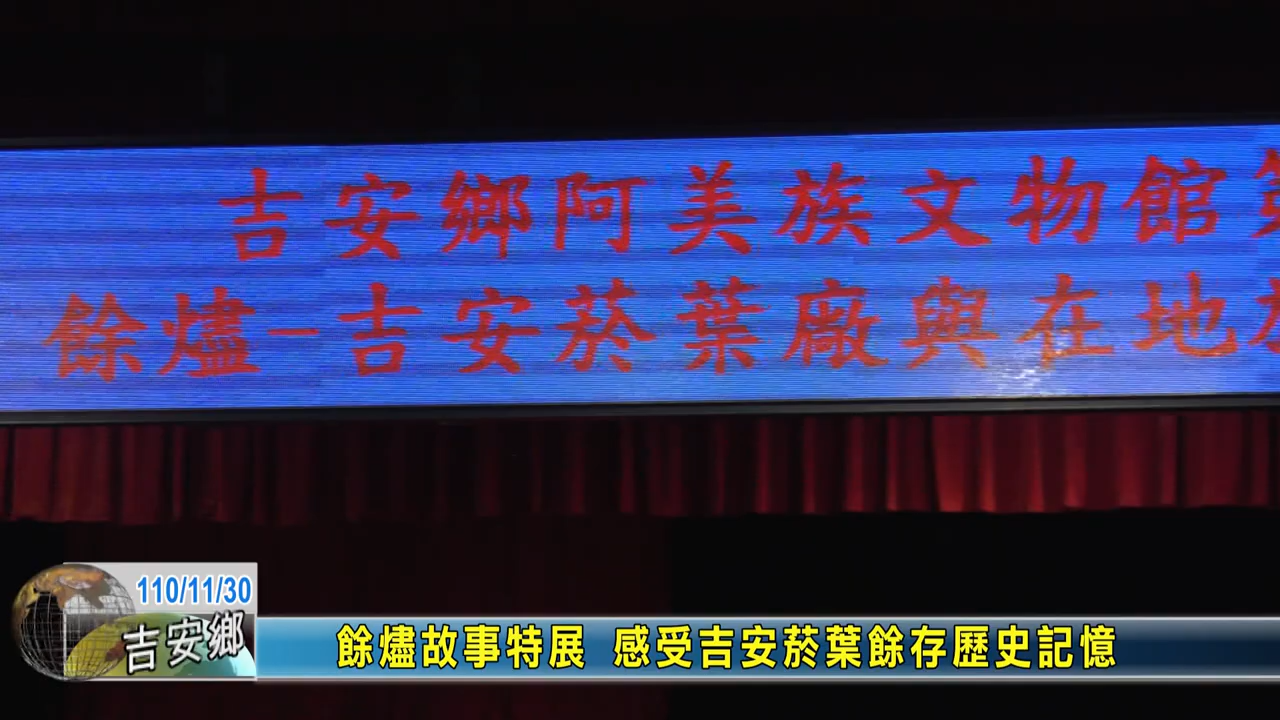 吉安鄉阿美族文物館
餘燼-吉安菸葉廠與在地
110/11/30
吉安鄉
餘燼故事特展 感受吉安菸葉餘存歷史記憶